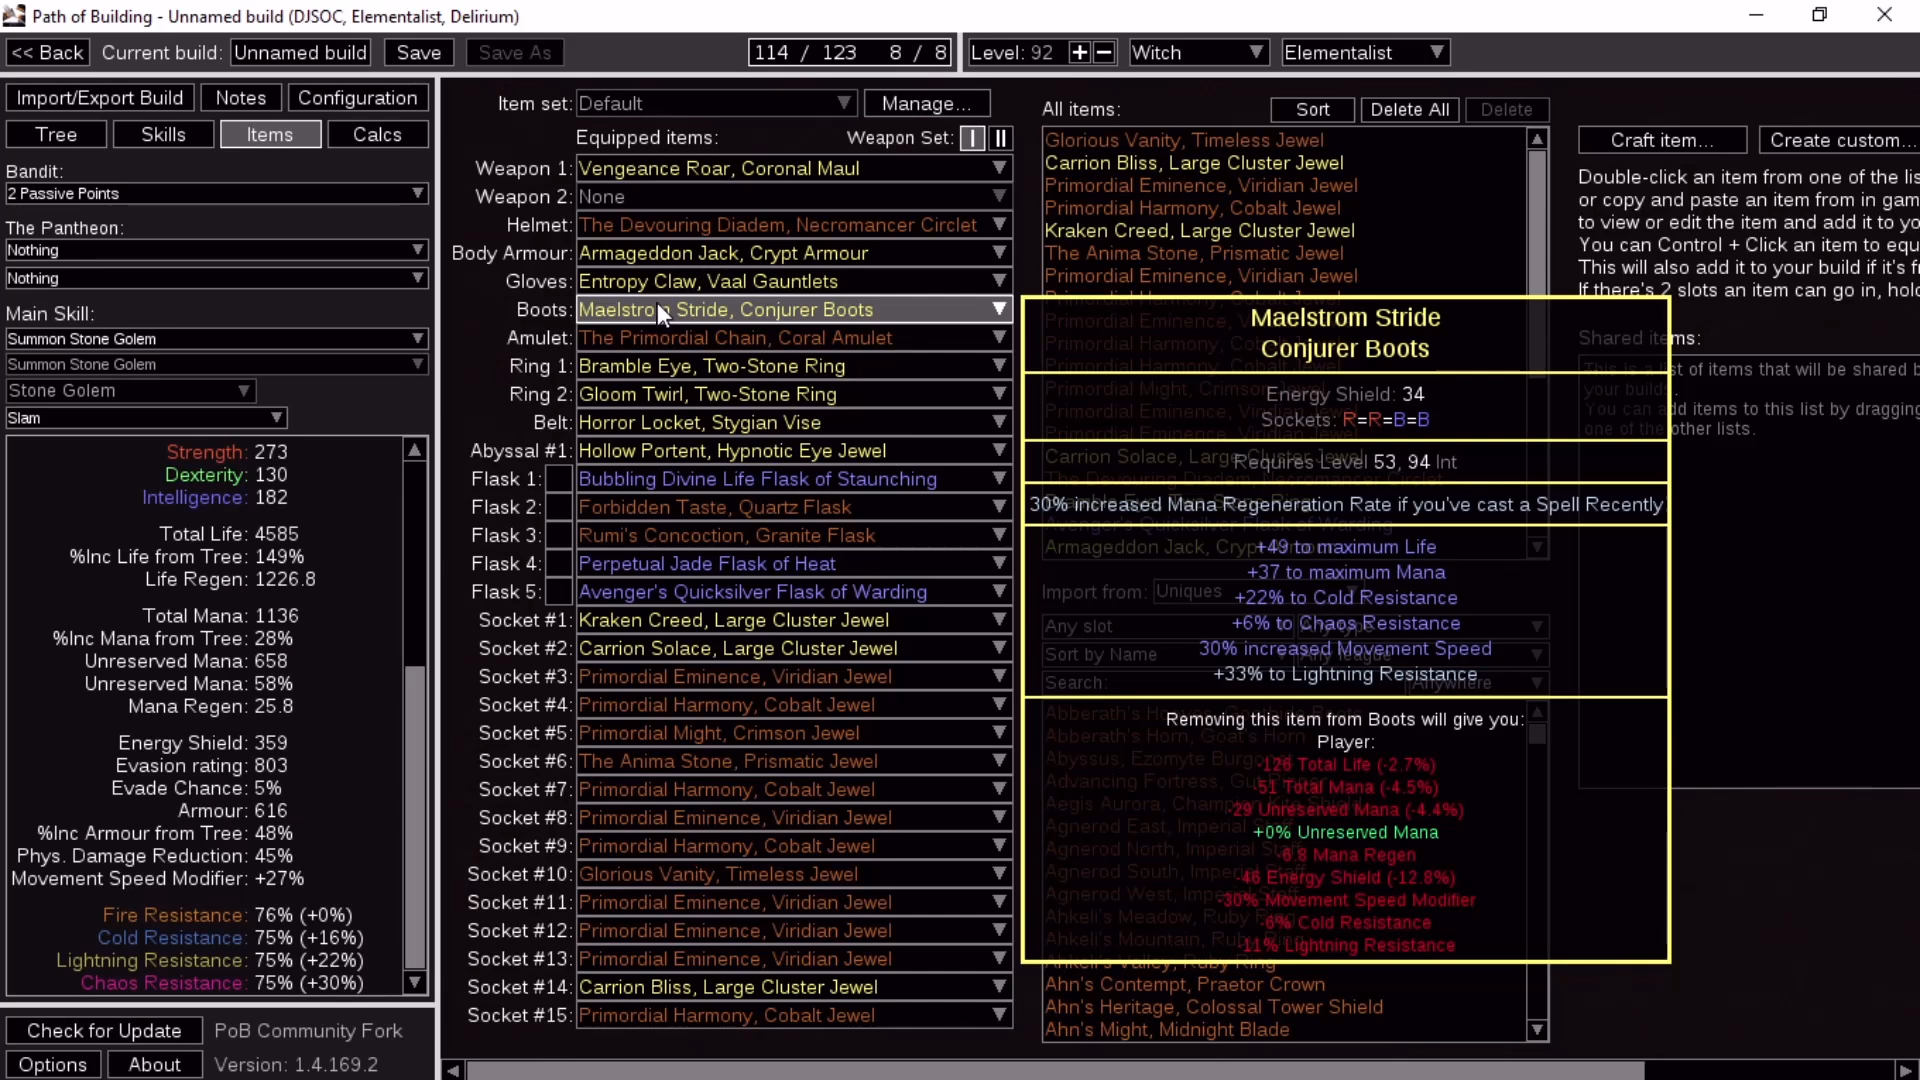 Path of Building - Unnamed build (DJSOC, Elementalist, Delirium)
<< Back Current build: Unnamed build Save Save As 114 / 123 8 / 8 Level: 92 + − Witch Elementalist
Import/Export Build Notes Configuration
Tree Skills Items Calcs
Bandit:
2 Passive Points
The Pantheon:
Nothing
Nothing
Main Skill:
Summon Stone Golem
Summon Stone Golem
Stone Golem
Slam
Strength: 273
Dexterity: 130
Intelligence: 182
Total Life: 4585
%Inc Life from Tree: 149%
Life Regen: 1226.8
Total Mana: 1136
%Inc Mana from Tree: 28%
Unreserved Mana: 658
Unreserved Mana: 58%
Mana Regen: 25.8
Energy Shield: 359
Evasion rating: 803
Evade Chance: 5%
Armour: 616
%Inc Armour from Tree: 48%
Phys. Damage Reduction: 45%
Movement Speed Modifier: +27%
Fire Resistance: 76% (+0%)
Cold Resistance: 75% (+16%)
Lightning Resistance: 75% (+22%)
Chaos Resistance: 75% (+30%)
Check for Update PoB Community Fork
Options About Version: 1.4.169.2
Item set: Default Manage...
Equipped items: Weapon Set: I II
Weapon 1: Vengeance Roar, Coronal Maul
Weapon 2: None
Helmet: The Devouring Diadem, Necromancer Circlet
Body Armour: Armageddon Jack, Crypt Armour
Gloves: Entropy Claw, Vaal Gauntlets
Boots: Maelstrom Stride, Conjurer Boots
Amulet: The Primordial Chain, Coral Amulet
Ring 1: Bramble Eye, Two-Stone Ring
Ring 2: Gloom Twirl, Two-Stone Ring
Belt: Horror Locket, Stygian Vise
Abyssal #1: Hollow Portent, Hypnotic Eye Jewel
Flask 1: Bubbling Divine Life Flask of Staunching
Flask 2: Forbidden Taste, Quartz Flask
Flask 3: Rumi's Concoction, Granite Flask
Flask 4: Perpetual Jade Flask of Heat
Flask 5: Avenger's Quicksilver Flask of Warding
Socket #1: Kraken Creed, Large Cluster Jewel
Socket #2: Carrion Solace, Large Cluster Jewel
Socket #3: Primordial Eminence, Viridian Jewel
Socket #4: Primordial Harmony, Cobalt Jewel
Socket #5: Primordial Might, Crimson Jewel
Socket #6: The Anima Stone, Prismatic Jewel
Socket #7: Primordial Harmony, Cobalt Jewel
Socket #8: Primordial Eminence, Viridian Jewel
Socket #9: Primordial Harmony, Cobalt Jewel
Socket #10: Glorious Vanity, Timeless Jewel
Socket #11: Primordial Eminence, Viridian Jewel
Socket #12: Primordial Eminence, Viridian Jewel
Socket #13: Primordial Eminence, Viridian Jewel
Socket #14: Carrion Bliss, Large Cluster Jewel
Socket #15: Primordial Harmony, Cobalt Jewel
All items: Sort Delete All Delete
Glorious Vanity, Timeless Jewel
Carrion Bliss, Large Cluster Jewel
Primordial Eminence, Viridian Jewel
Primordial Harmony, Cobalt Jewel
Kraken Creed, Large Cluster Jewel
The Anima Stone, Prismatic Jewel
Primordial Eminence, Viridian Jewel
Maelstrom Stride
Conjurer Boots
Energy Shield: 34
Sockets: R=R=B=B
Requires Level 53, 94 Int
30% increased Mana Regeneration Rate if you've cast a Spell Recently
+49 to maximum Life
+37 to maximum Mana
+22% to Cold Resistance
+6% to Chaos Resistance
30% increased Movement Speed
+33% to Lightning Resistance
Removing this item from Boots will give you:
Player:
-126 Total Life (-2.7%)
-51 Total Mana (-4.5%)
-29 Unreserved Mana (-4.4%)
+0% Unreserved Mana
-6.8 Mana Regen
-46 Energy Shield (-12.8%)
-30% Movement Speed Modifier
-6% Cold Resistance
-11% Lightning Resistance
Import from: Uniques
Any slot
Sort by Name
Search: Anywhere
Ahn's Contempt, Praetor Crown
Ahn's Heritage, Colossal Tower Shield
Ahn's Might, Midnight Blade
Craft item... Create custom...
Double-click an item from one of the lis
or copy and paste an item from in gam
to view or edit the item and add it to yo
You can Control + Click an item to equ
This will also add it to your build if it's fr
If there's 2 slots an item can go in, hold
Shared items: